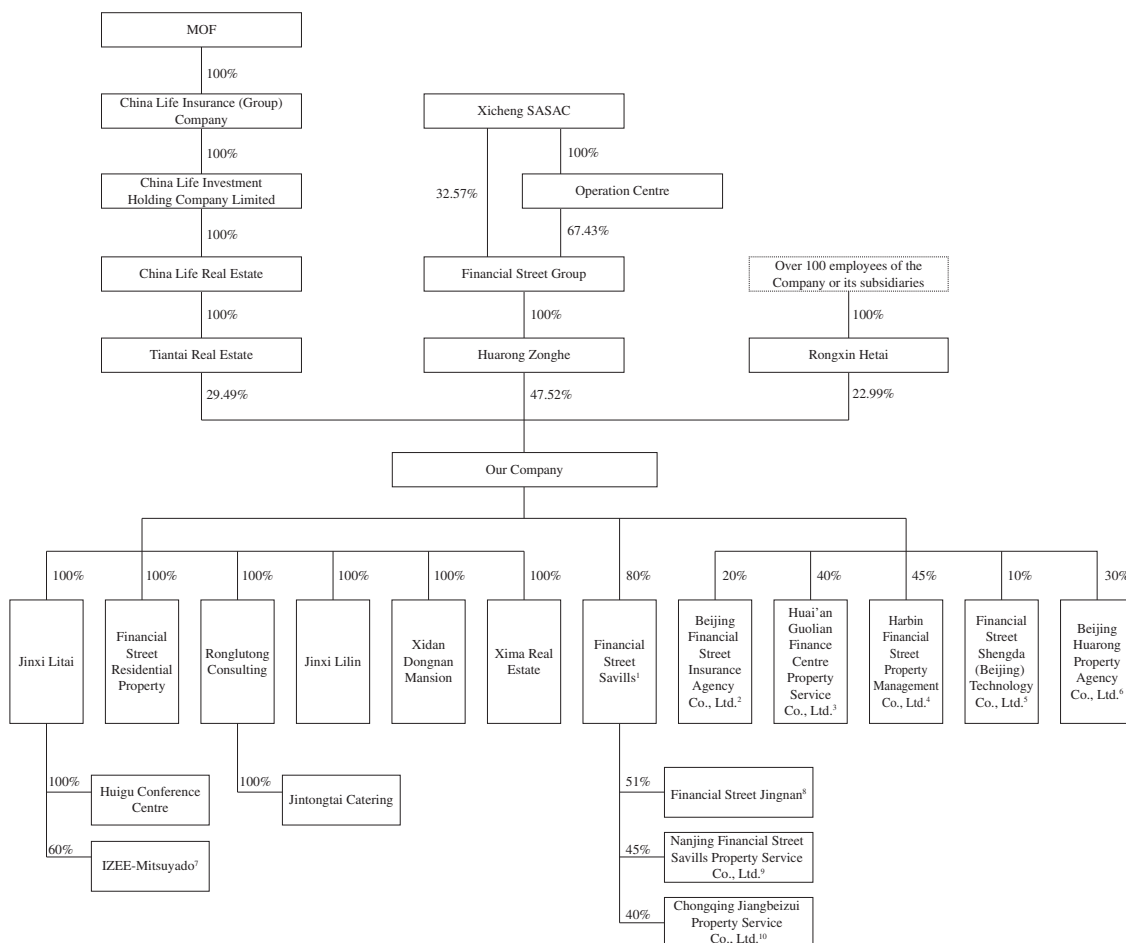 MOF
100%
China Life Insurance (Group)
Company
Xicheng SASAC
100%
100%
China Life Investment
Holding Company Limited
32.57%
Operation Centre
100%
67.43%
China Life Real Estate
Financial Street Group
Over 100 employees of the
Company or its subsidiaries
100%
100%
100%
Tiantai Real Estate
Huarong Zonghe
Rongxin Hetai
29.49%
47.52%
22.99%
Our Company
100%
100%
100%
100%
100%
100%
80%
20%
40%
45%
10%
30%
Jinxi Litai
Financial
Street
Residential
Property
Ronglutong
Consulting
Jinxi Lilin
Xidan
Dongnan
Mansion
Xima Real
Estate
Financial
Street
Savills¹
Beijing
Financial
Street
Insurance
Agency
Co., Ltd.²
Huai'an
Guolian
Finance
Centre
Property
Service
Co., Ltd.³
Harbin
Financial
Street
Property
Management
Co., Ltd.⁴
Financial
Street
Shengda
(Beijing)
Technology
Co., Ltd.⁵
Beijing
Huarong
Property
Agency
Co., Ltd.⁶
100%
Huigu Conference
Centre
60%
IZEE-Mitsuyado⁷
100%
Jintongtai Catering
51%
Financial Street Jingnan⁸
45%
Nanjing Financial Street
Savills Property Service
Co., Ltd.⁹
40%
Chongqing Jiangbeizui
Property Service
Co., Ltd.¹⁰